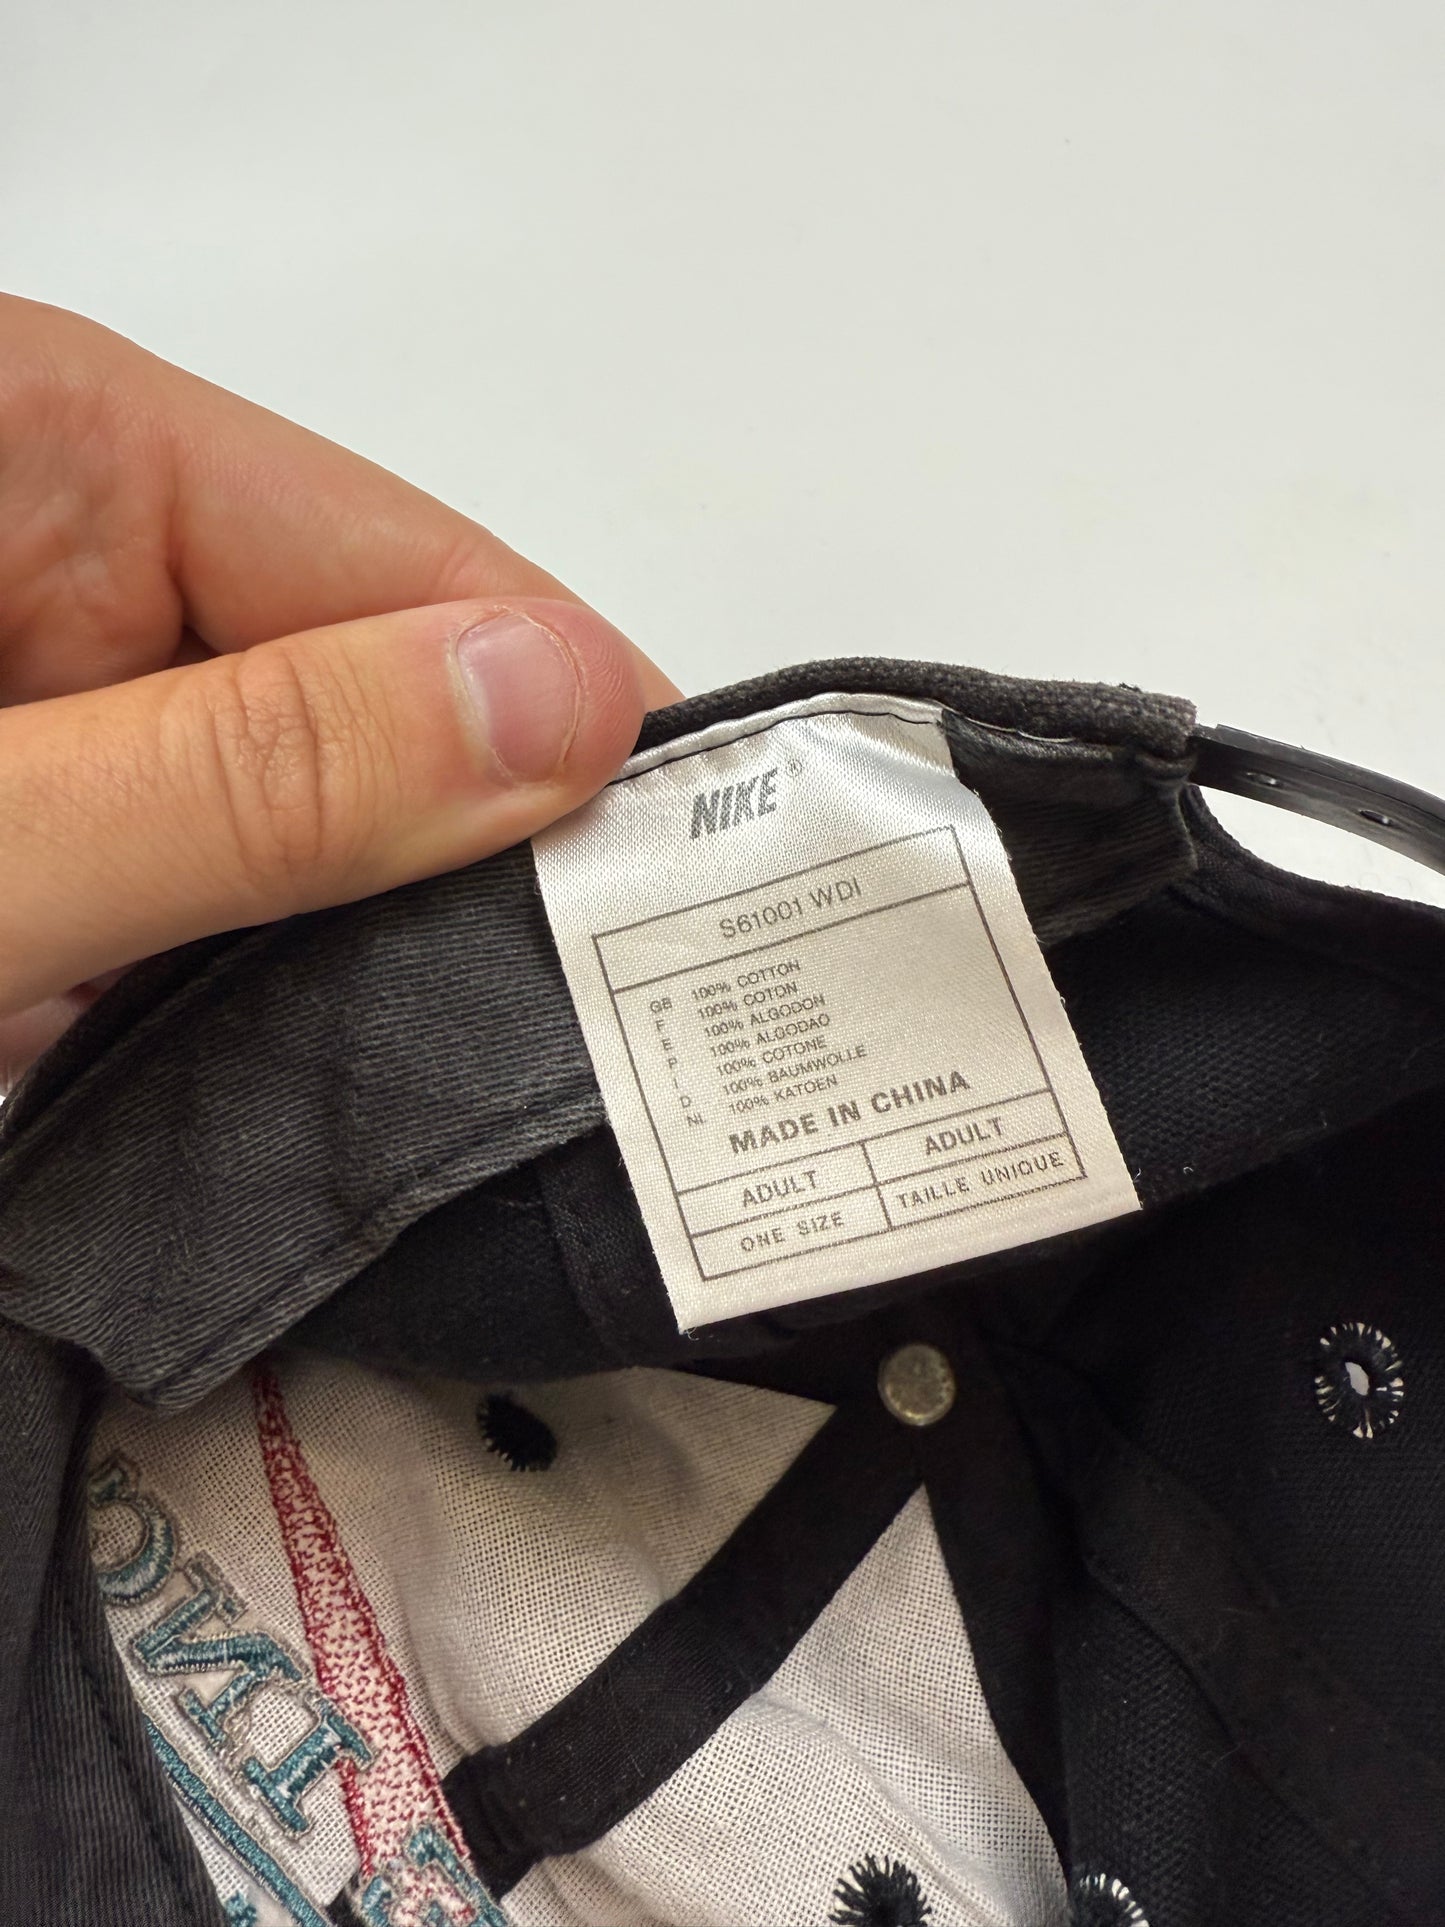 NIKE®
S61001 WDI
GB 100% COTTON
F 100% COTON
E 100% ALGODON
P 100% ALGODAO
I 100% COTONE
D 100% BAUMWOLLE
NL 100% KATOEN
MADE IN CHINA
ADULT ADULT
ONE SIZE TAILLE UNIQUE